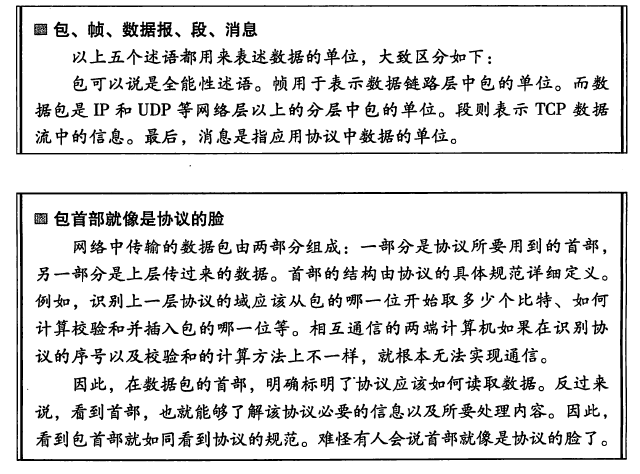 包、帧、数据报、段、消息
以上五个述语都用来表述数据的单位，大致区分如下：
包可以说是全能性述语。帧用于表示数据链路层中包的单位。而数
据包是 IP 和 UDP 等网络层以上的分层中包的单位。段则表示 TCP 数据
流中的信息。最后，消息是指应用协议中数据的单位。
包首部就像是协议的脸
网络中传输的数据包由两部分组成：一部分是协议所要用到的首部，
另一部分是上层传过来的数据。首部的结构由协议的具体规范详细定义。
例如，识别上一层协议的域应该从包的哪一位开始取多少个比特、如何
计算校验和并插入包的哪一位等。相互通信的两端计算机如果在识别协
议的序号以及校验和的计算方法上不一样，就根本无法实现通信。
因此，在数据包的首部，明确标明了协议应该如何读取数据。反过来
说，看到首部，也就能够了解该协议必要的信息以及所要处理内容。因此，
看到包首部就如同看到协议的规范。难怪有人会说首部就像是协议的脸了。